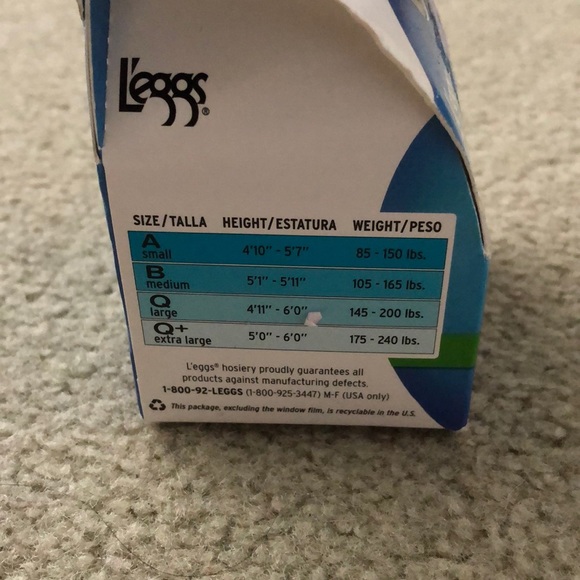 L'eggs®
SIZE/TALLA HEIGHT/ESTATURA WEIGHT/PESO
A small 4'10" - 5'7" 85 - 150 lbs.
B medium 5'1" - 5'11" 105 - 165 lbs.
Q large 4'11" - 6'0" 145 - 200 lbs.
Q+ extra large 5'0" - 6'0" 175 - 240 lbs.
L'eggs® hosiery proudly guarantees all
products against manufacturing defects.
1-800-92-LEGGS (1-800-925-3447) M-F (USA only)
This package, excluding the window film, is recyclable in the U.S.